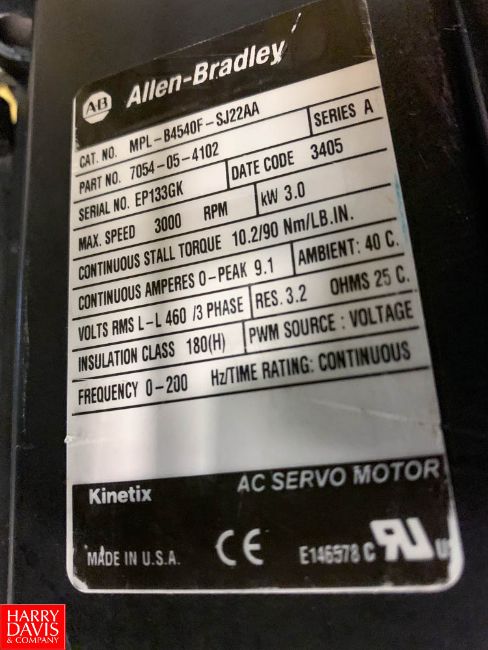 AB Allen-Bradley
CAT. NO. MPL-B4540F-SJ22AA
PART NO. 7054-05-4102 SERIES A
SERIAL NO. EP133GK DATE CODE 3405
MAX. SPEED 3000 RPM kW 3.0
CONTINUOUS STALL TORQUE 10.2/90 Nm/LB.IN.
CONTINUOUS AMPERES 0-PEAK 9.1 AMBIENT: 40 C.
VOLTS RMS L-L 460 /3 PHASE RES. 3.2 OHMS 25 C.
INSULATION CLASS 180(H) PWM SOURCE : VOLTAGE
FREQUENCY 0-200 Hz/TIME RATING: CONTINUOUS
Kinetix AC SERVO MOTOR
MADE IN U.S.A. CE E146578 C RU US
HARRY
DAVIS
& COMPANY